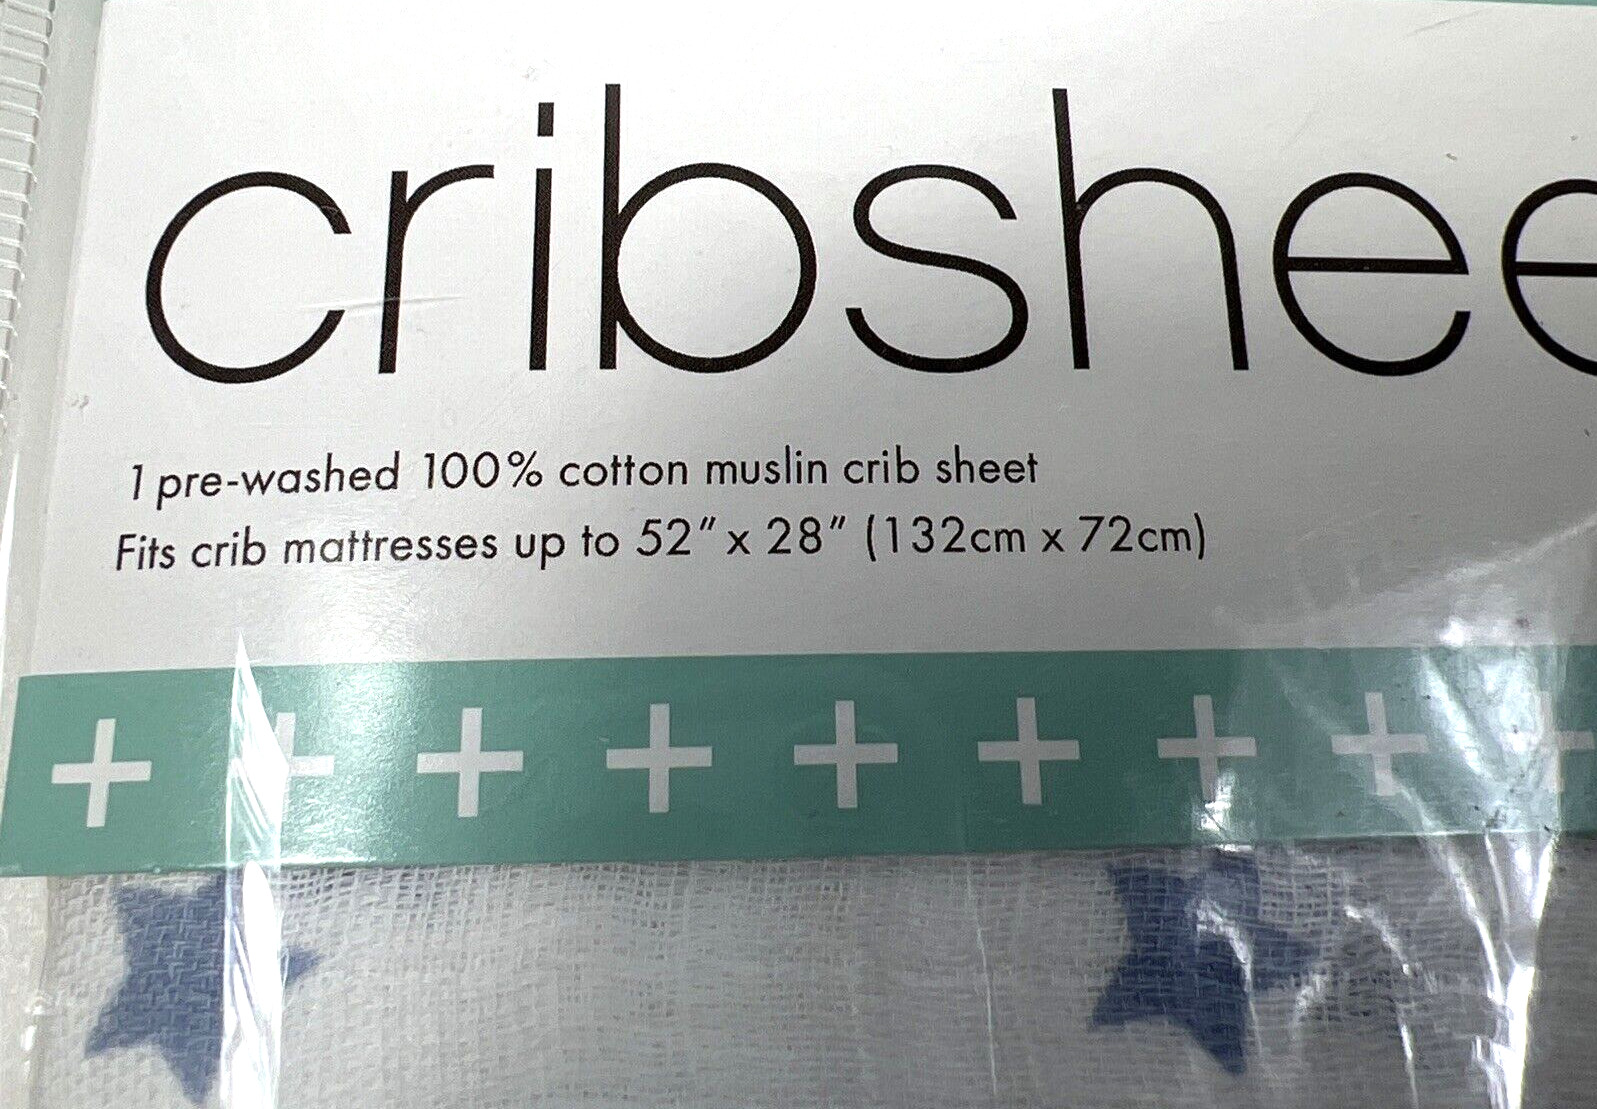 cribshee
1 pre-washed 100% cotton muslin crib sheet
Fits crib mattresses up to 52" x 28" (132cm x 72cm)